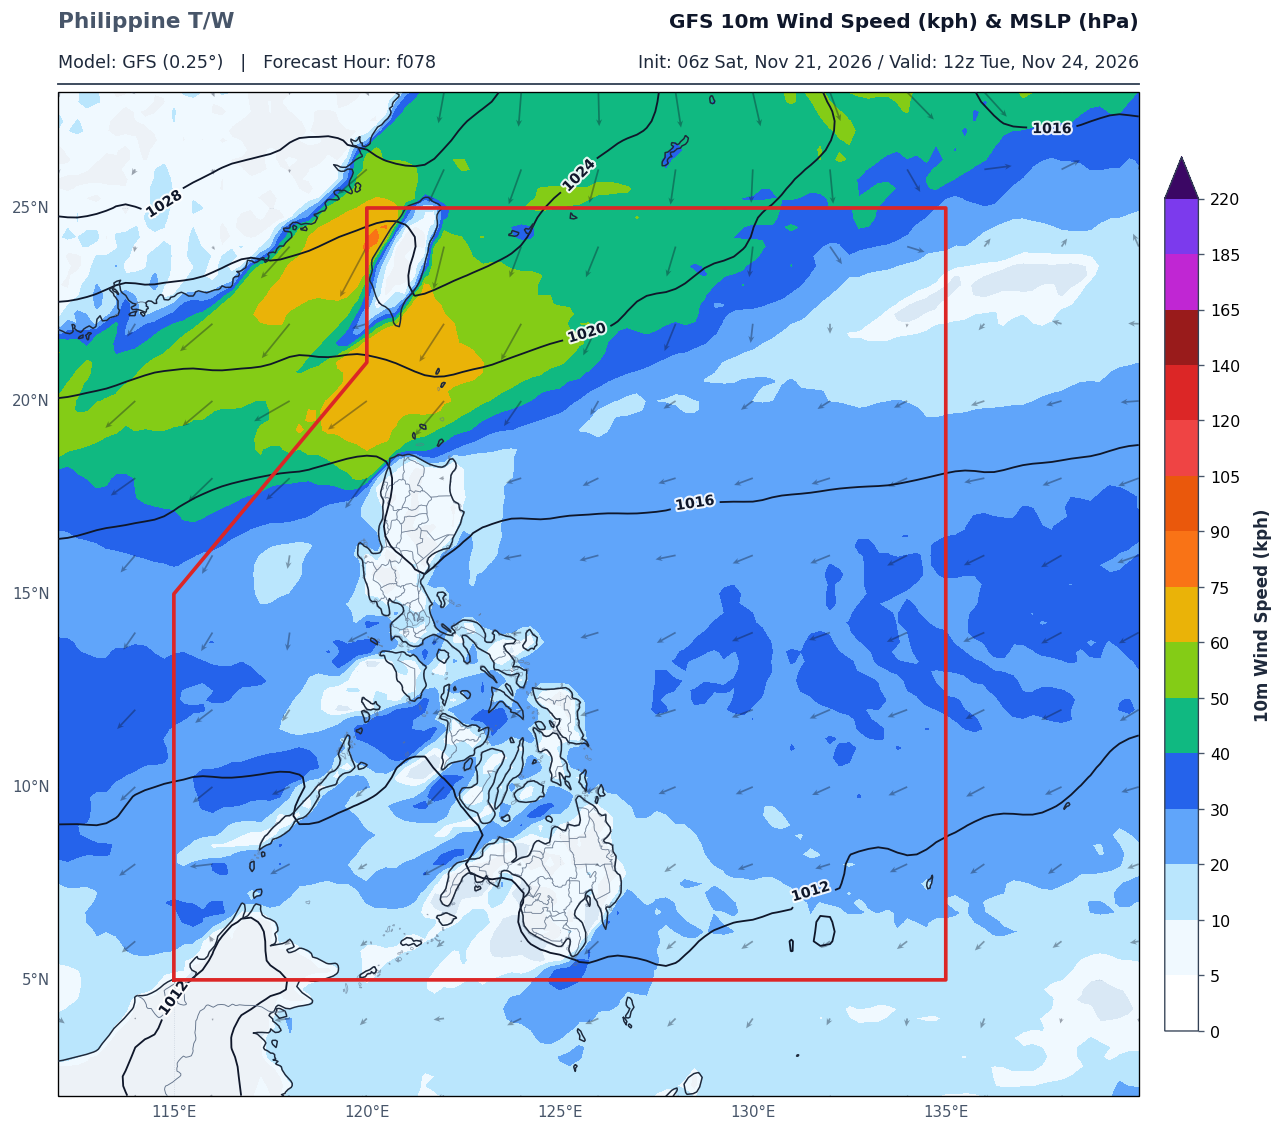 Philippine T/W
GFS 10m Wind Speed (kph) & MSLP (hPa)
Model: GFS (0.25°)   |   Forecast Hour: f078
Init: 06z Sat, Nov 21, 2026 / Valid: 12z Tue, Nov 24, 2026
1016
1024
1028
1020
1016
1012
1012
25°N
20°N
15°N
10°N
5°N
115°E
120°E
125°E
130°E
135°E
220
185
165
140
120
105
90
75
60
50
40
30
20
10
5
0
10m Wind Speed (kph)